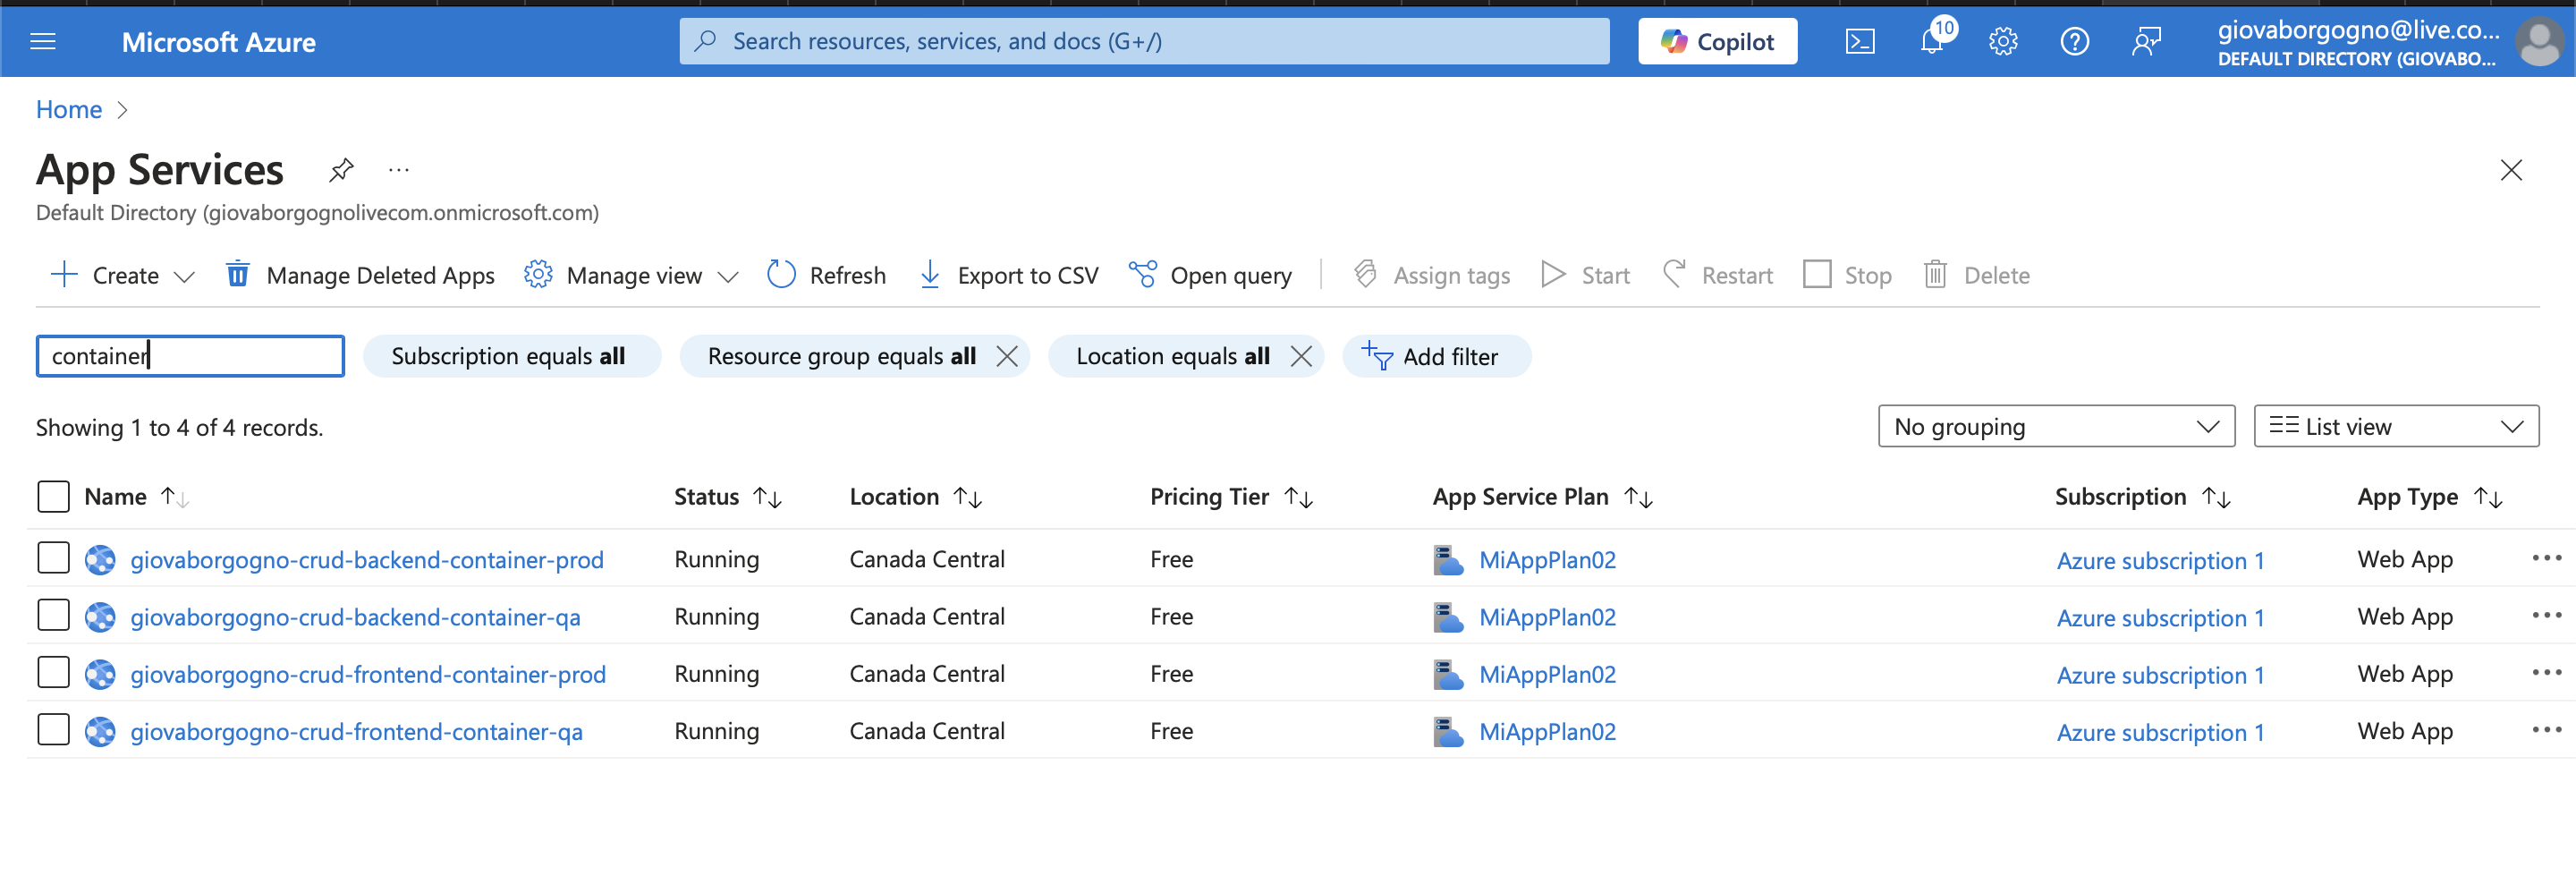 Microsoft Azure
Search resources, services, and docs (G+/)
Copilot
10
giovaborgogno@live.co...
DEFAULT DIRECTORY (GIOVABO...
Home
App Services
Default Directory (giovaborgognolivecom.onmicrosoft.com)
Create Manage Deleted Apps Manage view Refresh Export to CSV Open query Assign tags Start Restart Stop Delete
container Subscription equals all Resource group equals all Location equals all Add filter
Showing 1 to 4 of 4 records. No grouping List view
Name Status Location Pricing Tier App Service Plan Subscription App Type
giovaborgogno-crud-backend-container-prod Running Canada Central Free MiAppPlan02 Azure subscription 1 Web App
giovaborgogno-crud-backend-container-qa Running Canada Central Free MiAppPlan02 Azure subscription 1 Web App
giovaborgogno-crud-frontend-container-prod Running Canada Central Free MiAppPlan02 Azure subscription 1 Web App
giovaborgogno-crud-frontend-container-qa Running Canada Central Free MiAppPlan02 Azure subscription 1 Web App